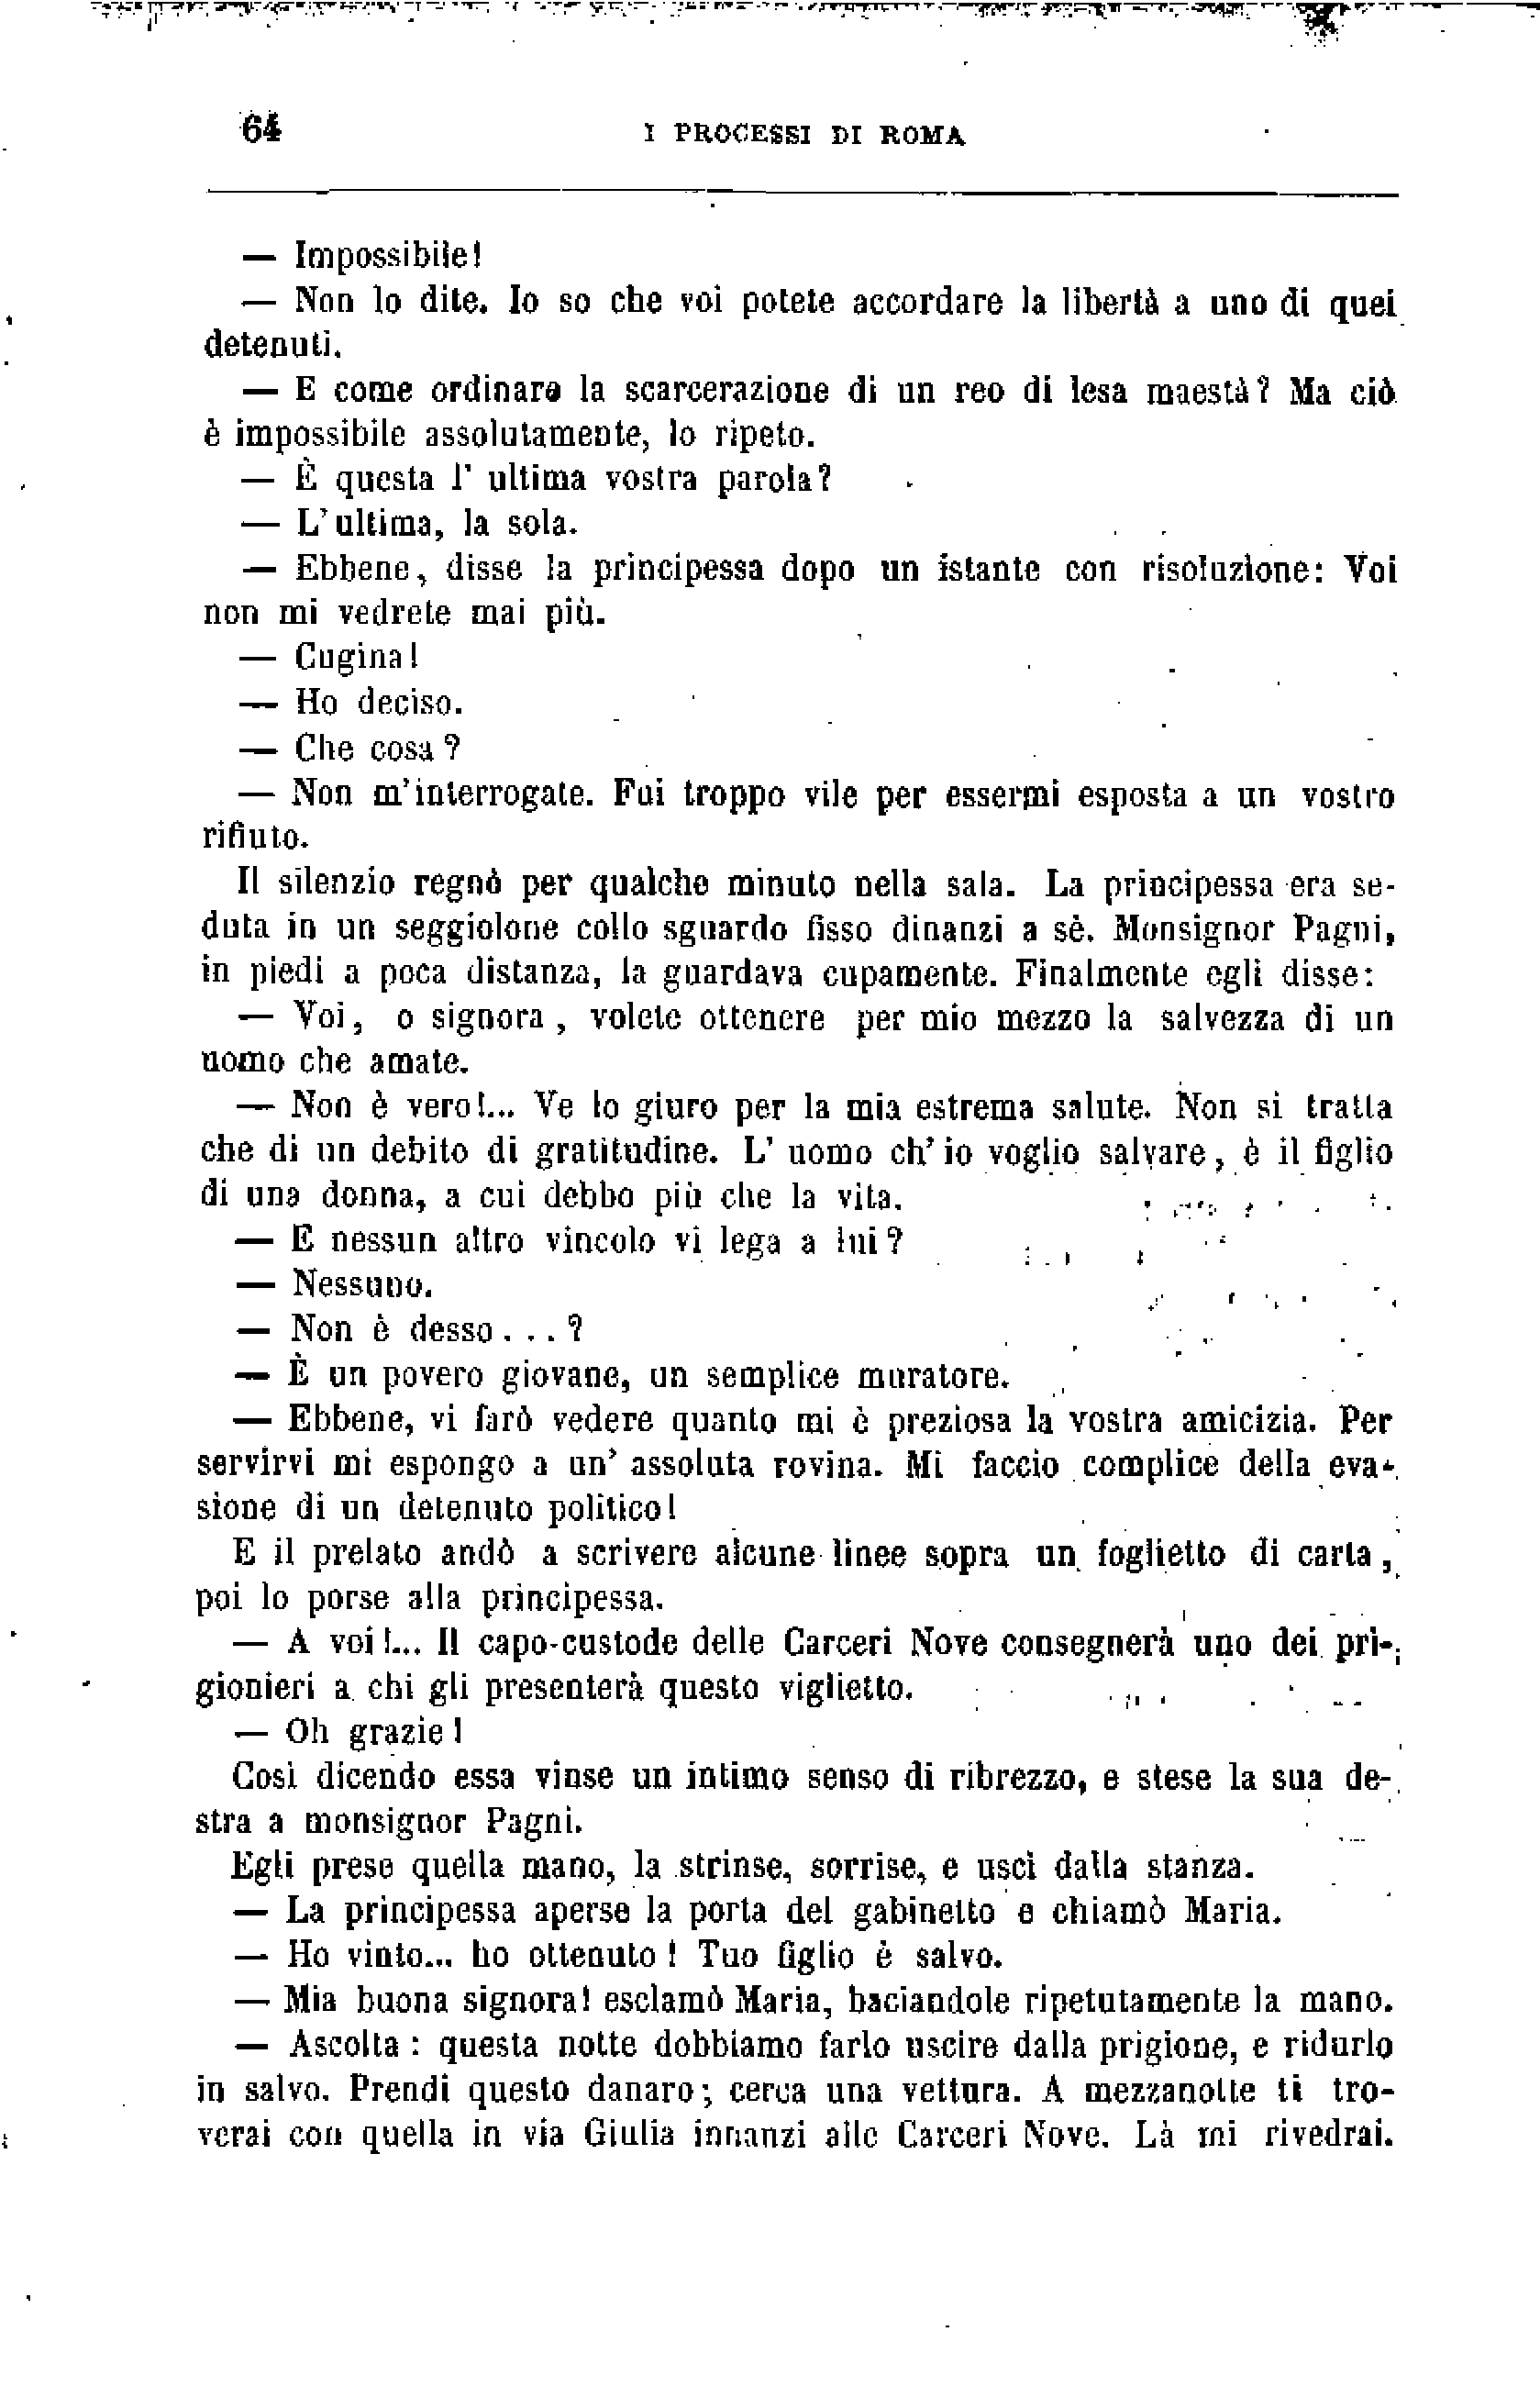 64
I PROCESSI DI ROMA
— Impossibile!
— Non lo dite. Io so che voi potete accordare la libertà a uno di quei
detenuti.
— E come ordinare la scarcerazione di un reo di lesa maestà? Ma ciò
è impossibile assolutamente, lo ripeto.
— È questa l' ultima vostra parola?
— L'ultima, la sola.
— Ebbene, disse la principessa dopo un istante con risoluzione: Voi
non mi vedrete mai più.
— Cugina!
— Ho deciso.
— Che cosa?
— Non m'interrogate. Fui troppo vile per essermi esposta a un vostro
rifiuto.
Il silenzio regnò per qualche minuto nella sala. La principessa era se-
duta in un seggiolone collo sguardo fisso dinanzi a sè. Monsignor Pagni,
in piedi a poca distanza, la guardava cupamente. Finalmente egli disse:
— Voi, o signora, volete ottenere per mio mezzo la salvezza di un
uomo che amate.
— Non è vero!... Ve lo giuro per la mia estrema salute. Non si tratta
che di un debito di gratitudine. L' uomo ch' io voglio salvare, è il figlio
di una donna, a cui debbo più che la vita.
— E nessun altro vincolo vi lega a lui?
— Nessuno.
— Non è desso...?
— È un povero giovane, un semplice muratore.
— Ebbene, vi farò vedere quanto mi è preziosa la vostra amicizia. Per
servirvi mi espongo a un' assoluta rovina. Mi faccio complice della eva-
sione di un detenuto politico!
E il prelato andò a scrivere alcune linee sopra un foglietto di carta,
poi lo porse alla principessa.
— A voi!... Il capo-custode delle Carceri Nove consegnerà uno dei pri-
gionieri a chi gli presenterà questo viglietto.
— Oh grazie!
Così dicendo essa vinse un intimo senso di ribrezzo, e stese la sua de-
stra a monsignor Pagni.
Egli prese quella mano, la strinse, sorrise, e uscì dalla stanza.
— La principessa aperse la porta del gabinetto e chiamò Maria.
— Ho vinto... ho ottenuto! Tuo figlio è salvo.
— Mia buona signora! esclamò Maria, baciandole ripetutamente la mano.
— Ascolta: questa notte dobbiamo farlo uscire dalla prigione, e ridurlo
in salvo. Prendi questo danaro; cerca una vettura. A mezzanotte ti tro-
verai con quella in via Giulia innanzi alle Carceri Nove. Là mi rivedrai.